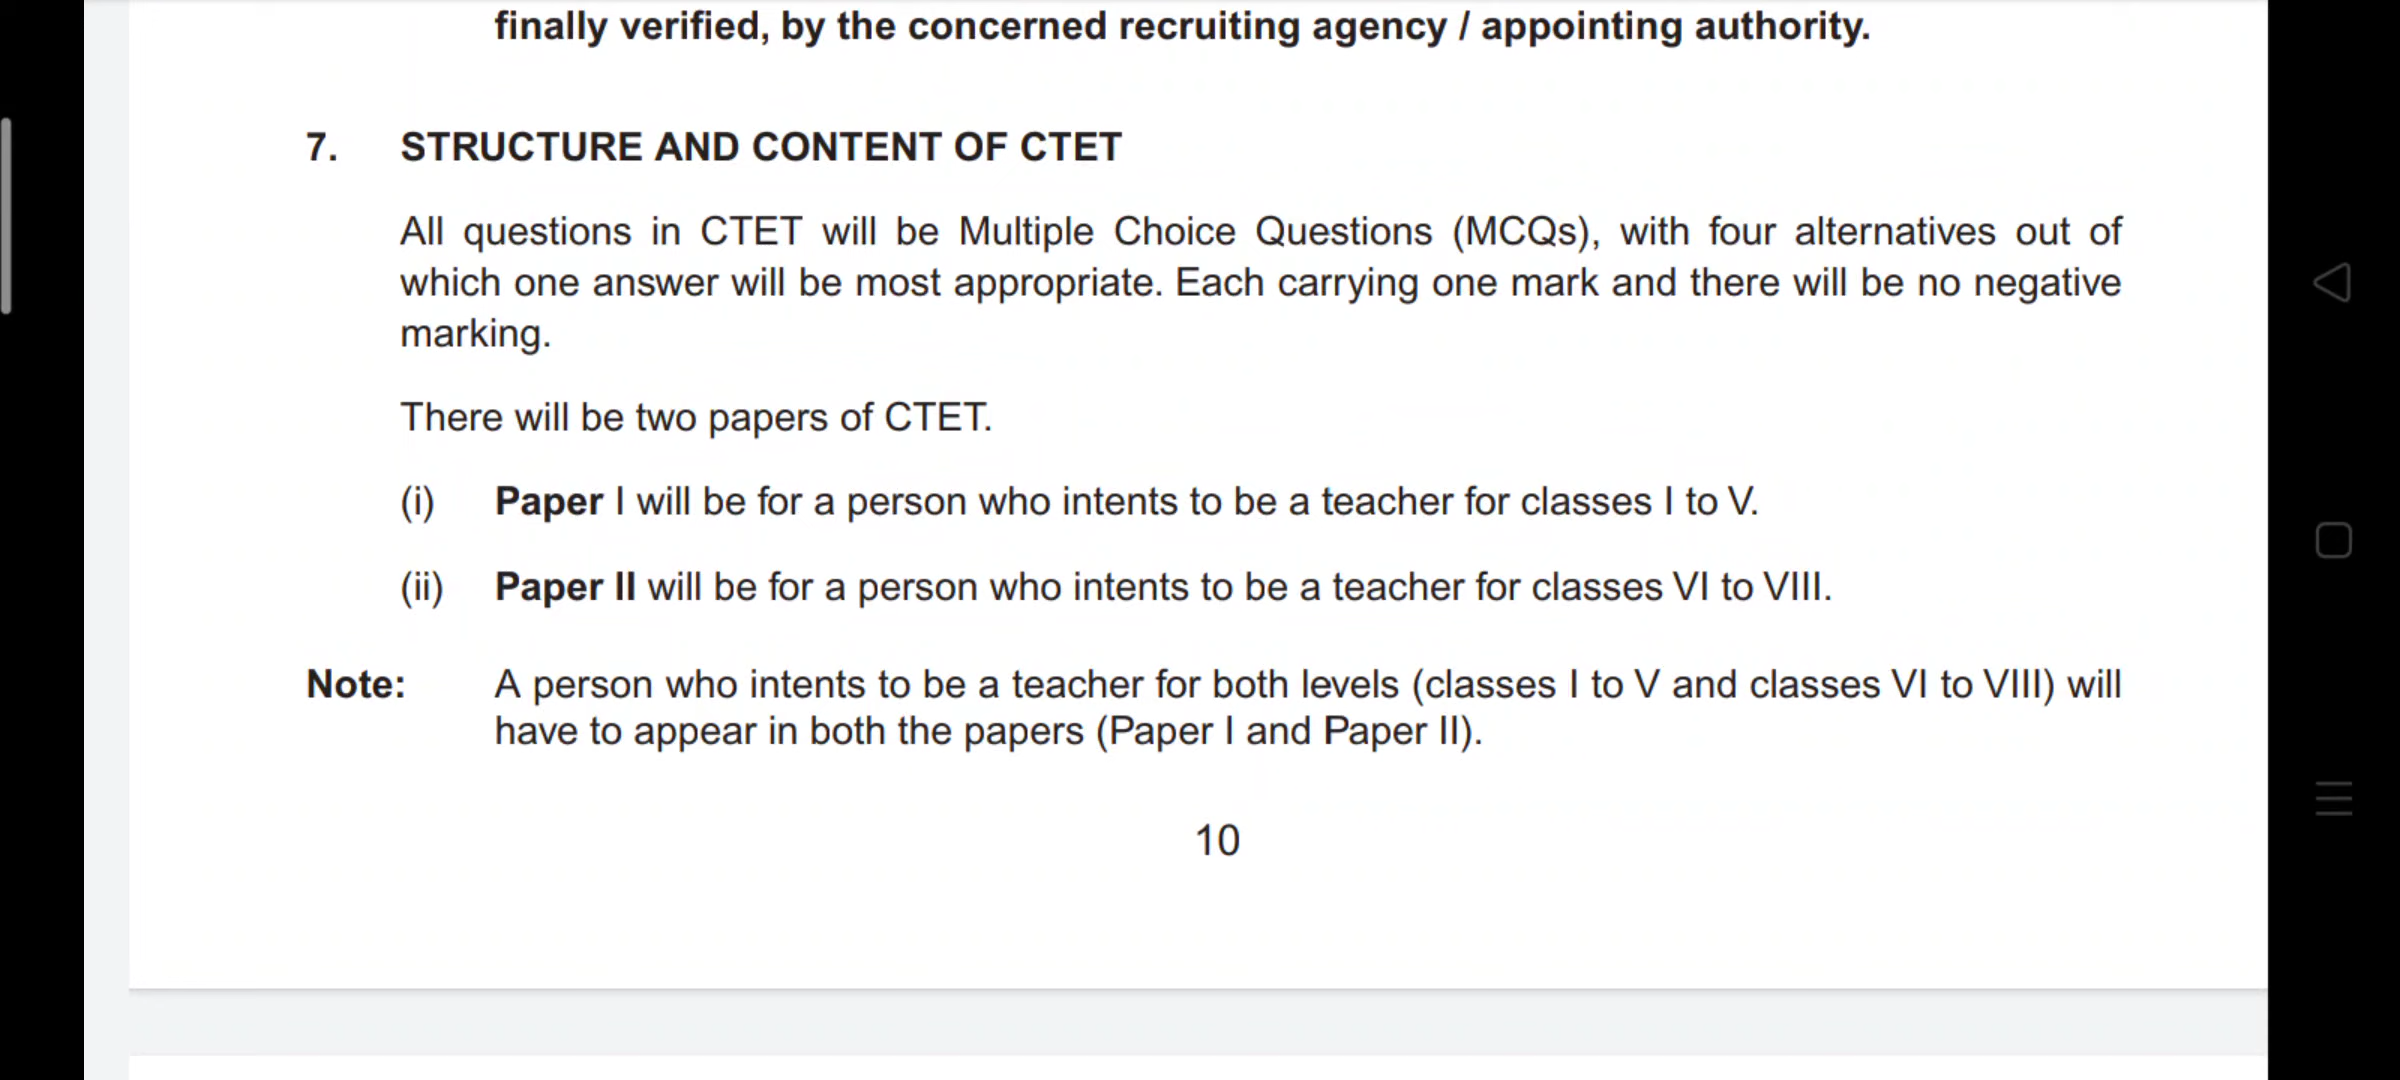 finally verified, by the concerned recruiting agency / appointing authority.
7. STRUCTURE AND CONTENT OF CTET
All questions in CTET will be Multiple Choice Questions (MCQs), with four alternatives out of
which one answer will be most appropriate. Each carrying one mark and there will be no negative
marking.
There will be two papers of CTET.
(i) Paper I will be for a person who intents to be a teacher for classes I to V.
(ii) Paper II will be for a person who intents to be a teacher for classes VI to VIII.
Note: A person who intents to be a teacher for both levels (classes I to V and classes VI to VIII) will
have to appear in both the papers (Paper I and Paper II).
10